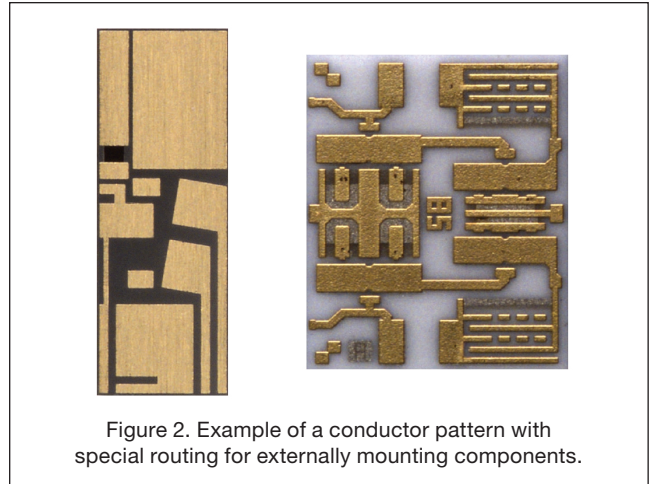 Figure 2. Example of a conductor pattern with
special routing for externally mounting components.